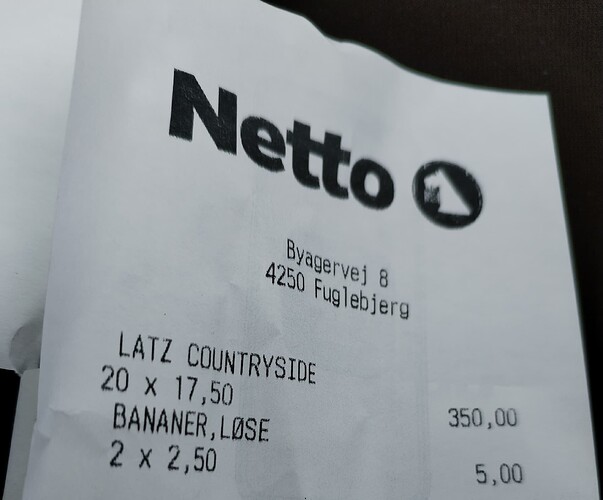 Netto
Byagervej 8
4250 Fuglebjerg
LATZ COUNTRYSIDE
20 x 17,50 350,00
BANANER,LØSE
2 x 2,50 5,00